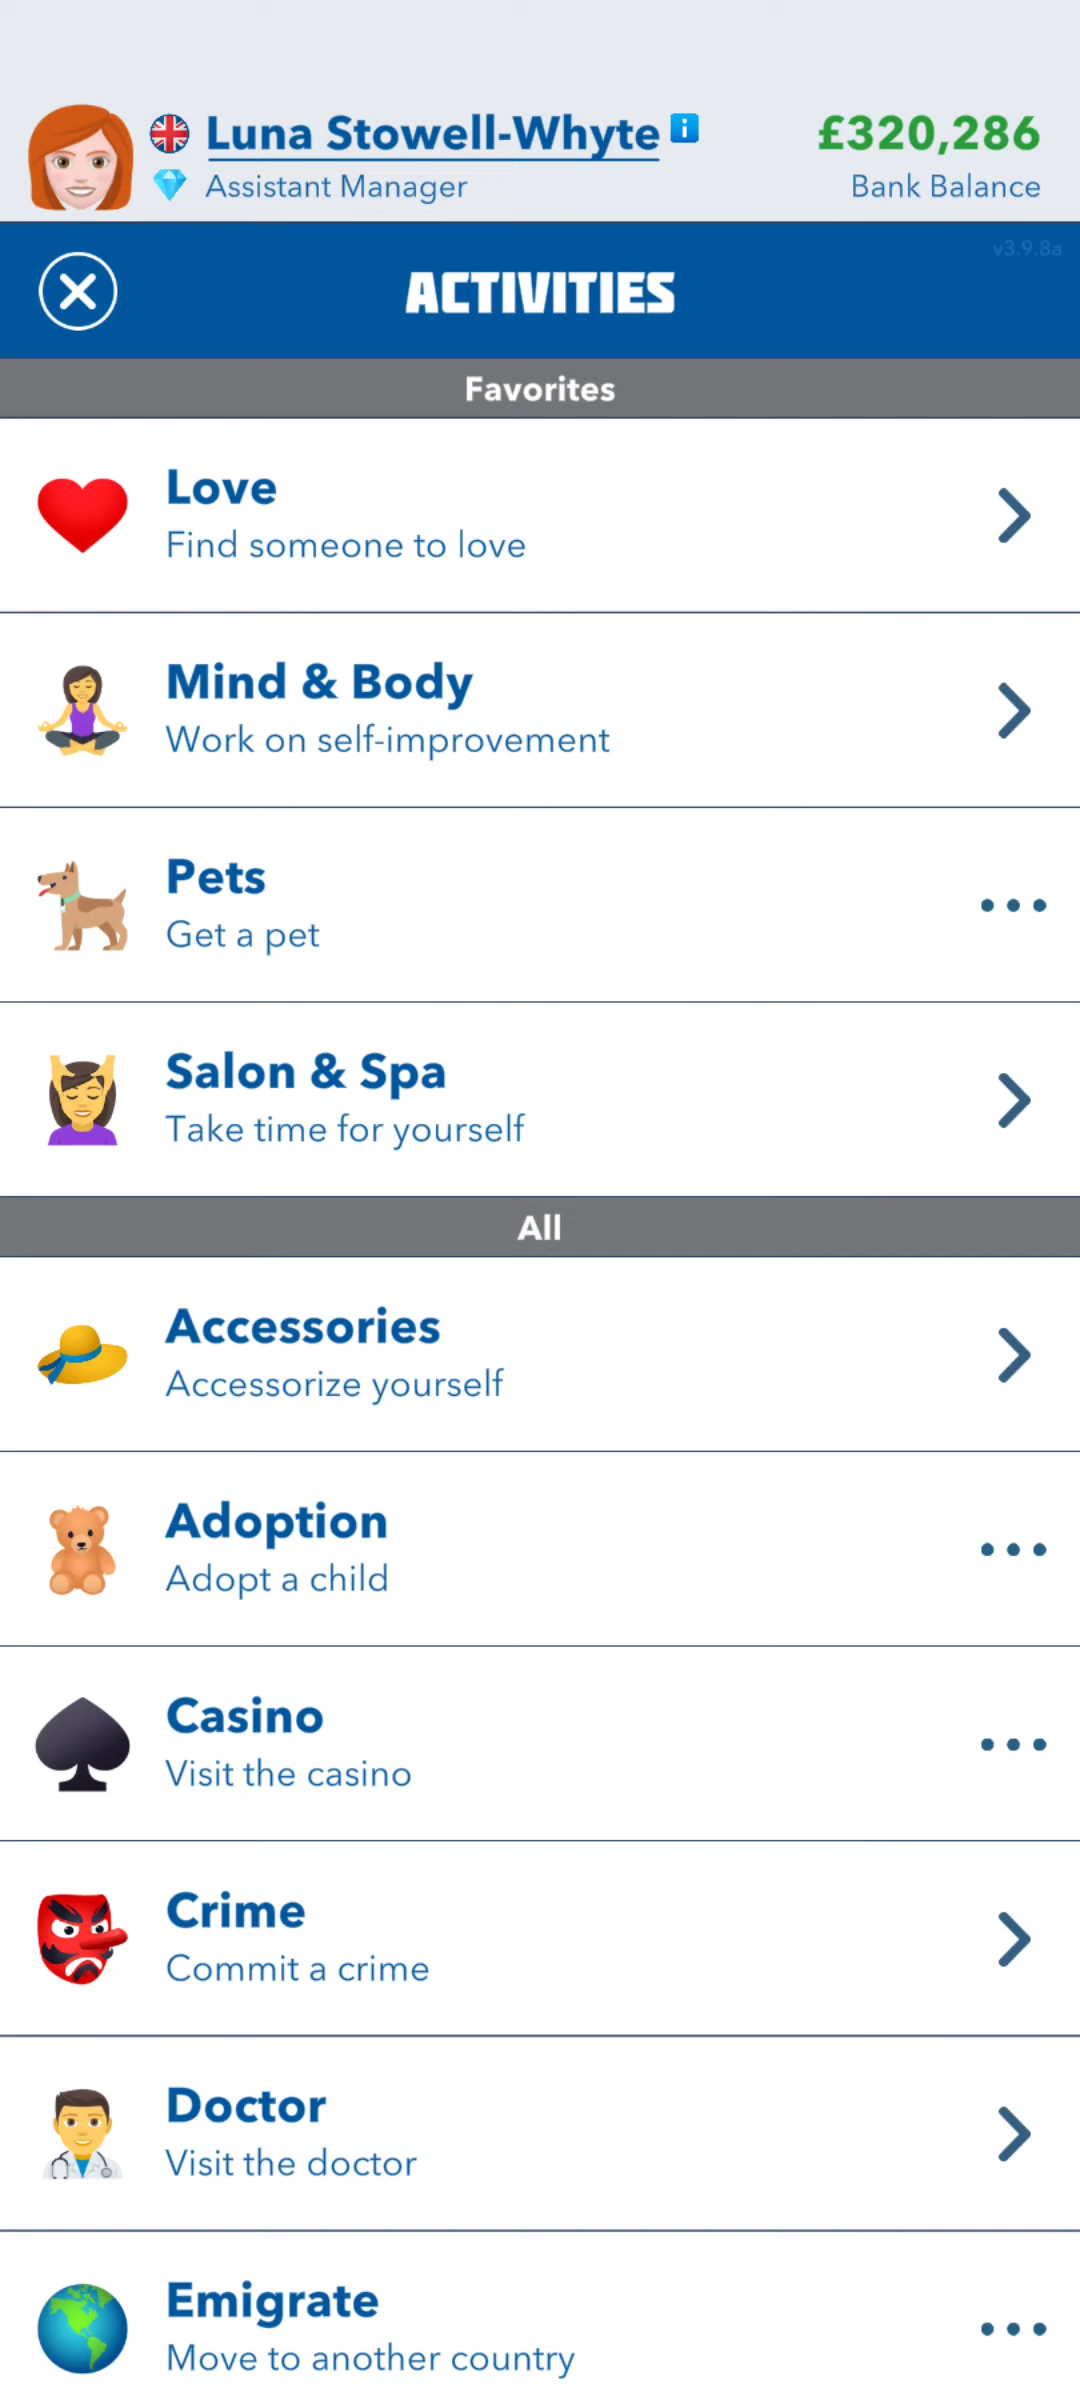 Luna Stowell-Whyte
£320,286
Assistant Manager
Bank Balance
v3.9.8a
ACTIVITIES
Favorites
Love
Find someone to love
Mind & Body
Work on self-improvement
Pets
Get a pet
Salon & Spa
Take time for yourself
All
Accessories
Accessorize yourself
Adoption
Adopt a child
Casino
Visit the casino
Crime
Commit a crime
Doctor
Visit the doctor
Emigrate
Move to another country